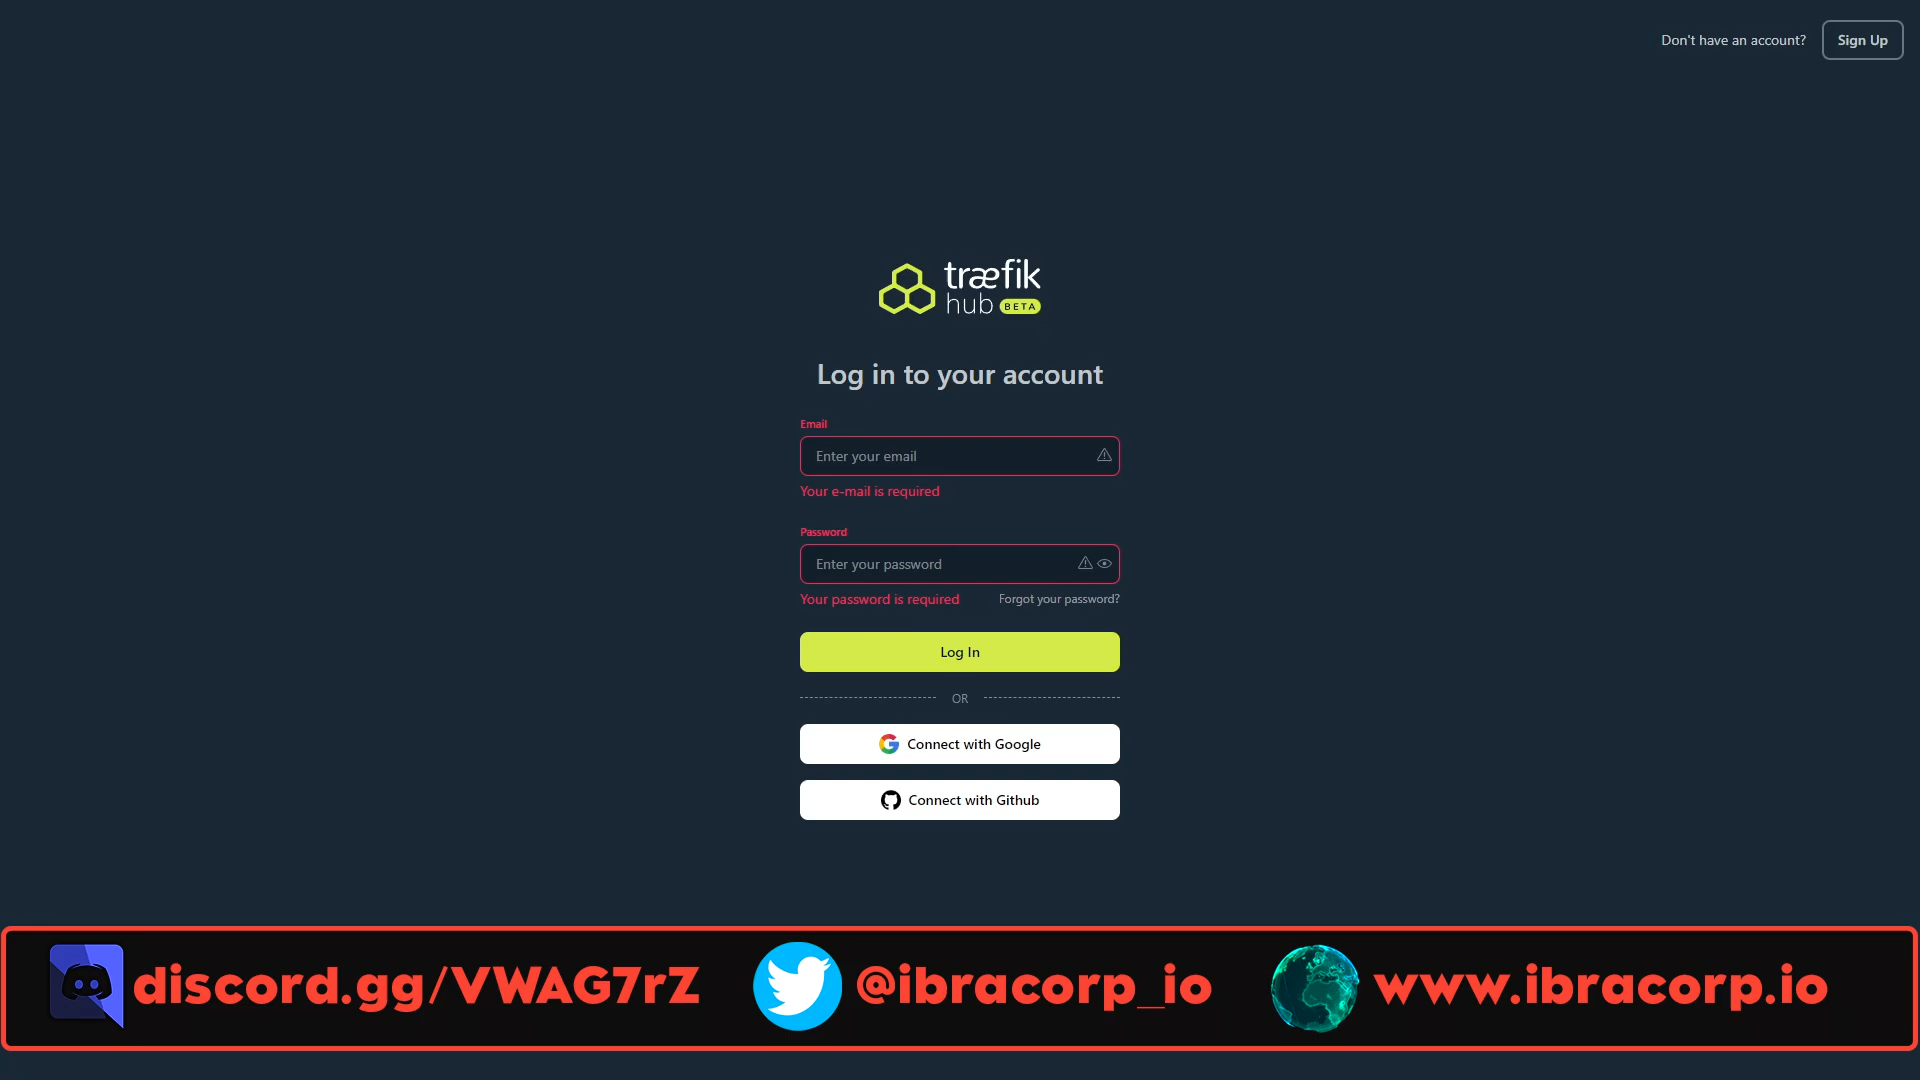 Don't have an account?
Sign Up
træfik
hub BETA
Log in to your account
Email
Enter your email
Your e-mail is required
Password
Enter your password
Your password is required
Forgot your password?
Log In
OR
Connect with Google
Connect with Github
discord.gg/VWAG7rZ
@ibracorp_io
www.ibracorp.io